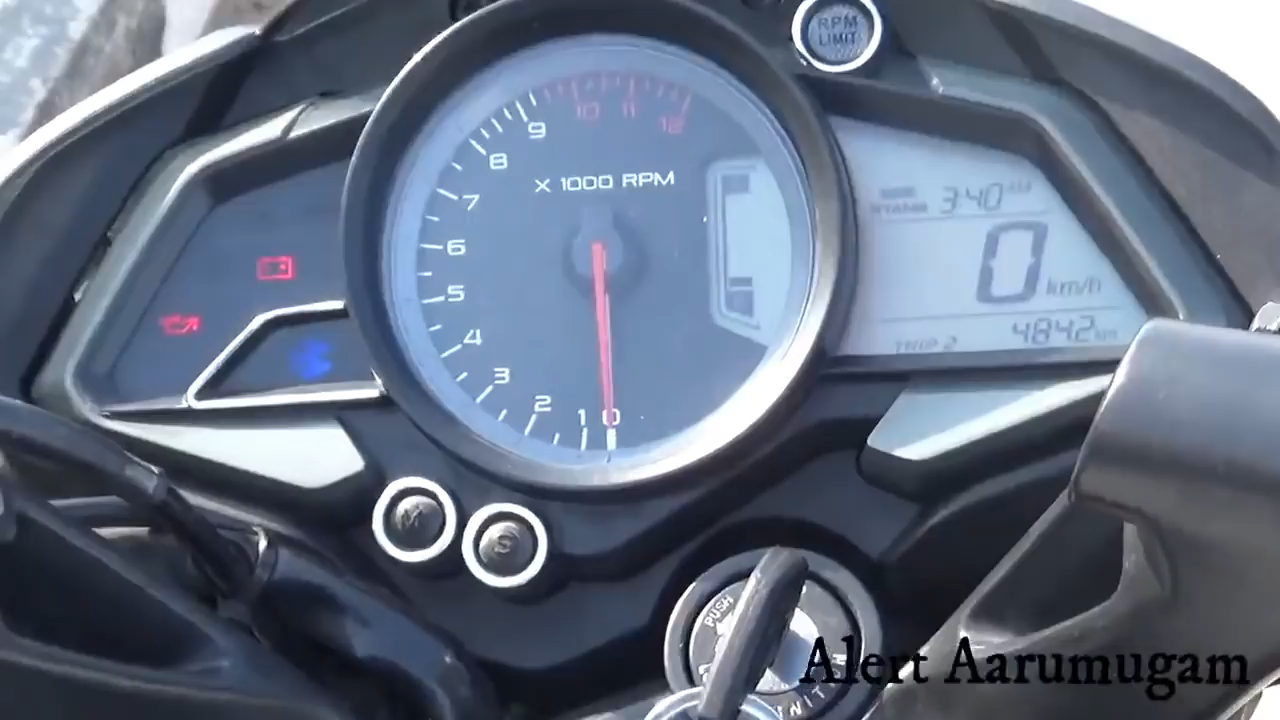 RPM
LIMIT
10 11 12
9
8
7
6
5
4
3
2
1 0
X 1000 RPM
3:40
0 km/h
TRIP 2 4842 km
M
S
PUSH
Alert Aarumugam